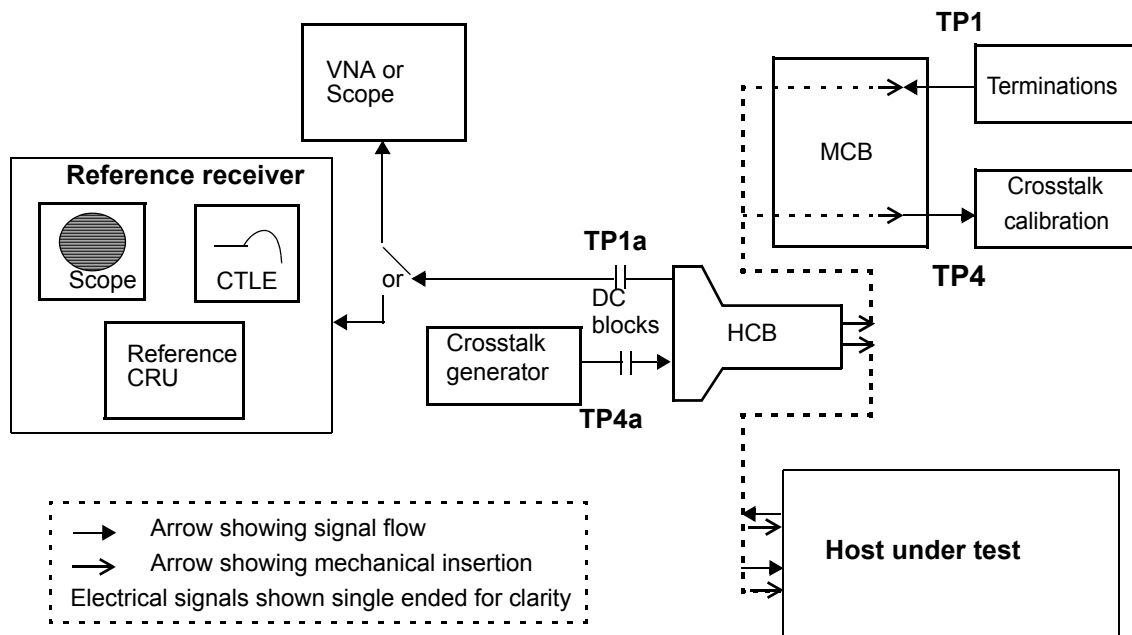 TP1
VNA or
Scope
Terminations
MCB
Reference receiver
Crosstalk
calibration
Scope
CTLE
or
TP1a
TP4
DC
blocks
HCB
Reference
CRU
Crosstalk
generator
TP4a
Arrow showing signal flow
Arrow showing mechanical insertion
Electrical signals shown single ended for clarity
Host under test